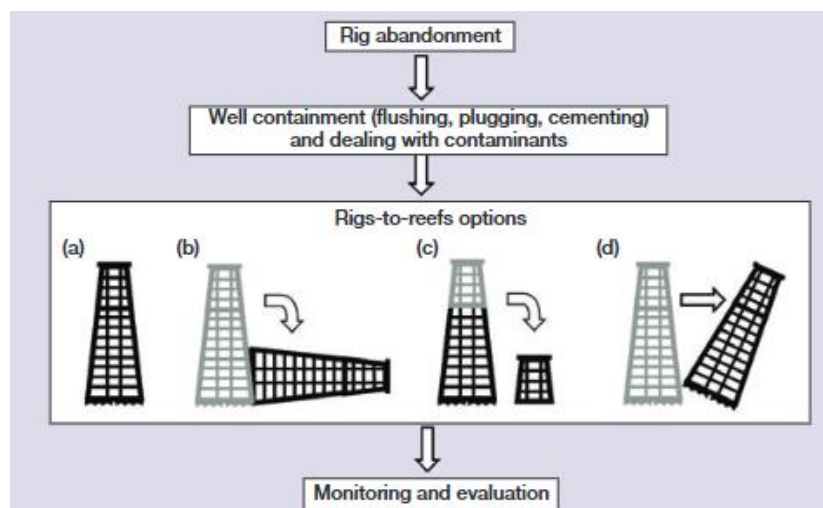 Rig abandonment
Well containment (flushing, plugging, cementing)
and dealing with contaminants
Rigs-to-reefs options
(a)
(b)
(c)
(d)
Monitoring and evaluation